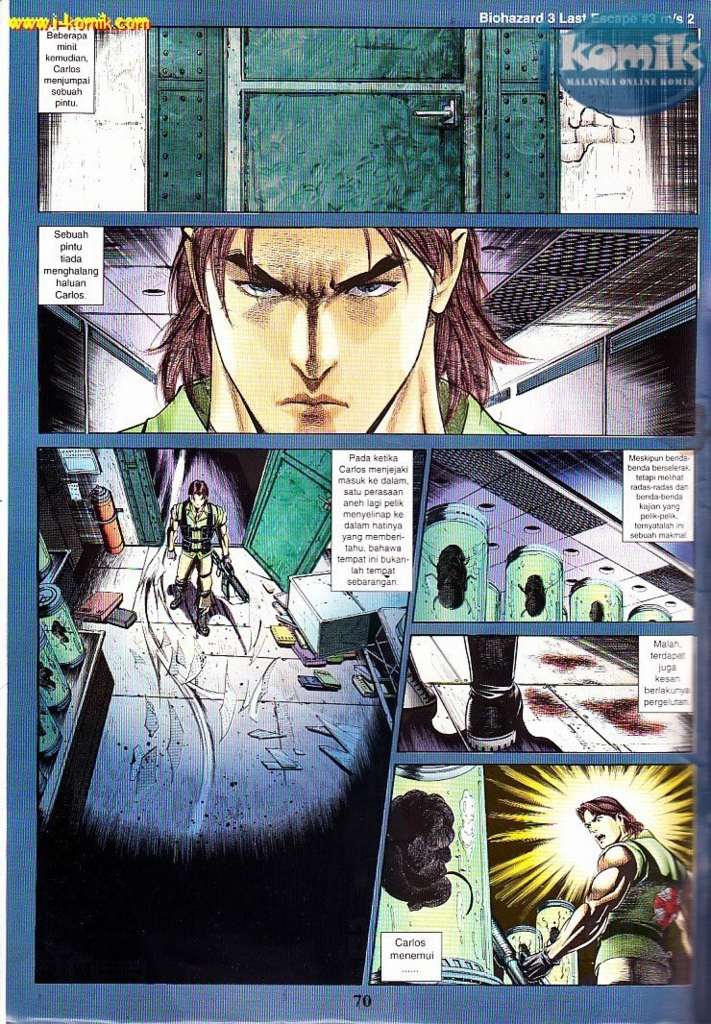 www.i-komik.com
Biohazard 3 Last Escape #3 m/s 2
komik
MALAYSIA ONLINE KOMIK
Beberapa
minit
kemudian,
Carlos
menjumpai
sebuah
pintu.
Sebuah
pintu
tiada
menghalang
haluan
Carlos.
Pada ketika
Carlos menjejaki
masuk ke dalam,
satu perasaan
aneh lagi pelik
menyelinap ke
dalam hatinya
yang memberi-
tahu, bahawa
tempat ini bukan-
lah tempat
sebarangan.
Meskipun benda-
benda berselerak,
tetapi melihat
radas-radas dan
benda-benda
kajian yang
pelik-pelik,
ternyatalah ini
sebuah makmal.
Malah,
terdapat
juga
kesan
berlakunya
pergelutan.
Carlos
menemui
......
70